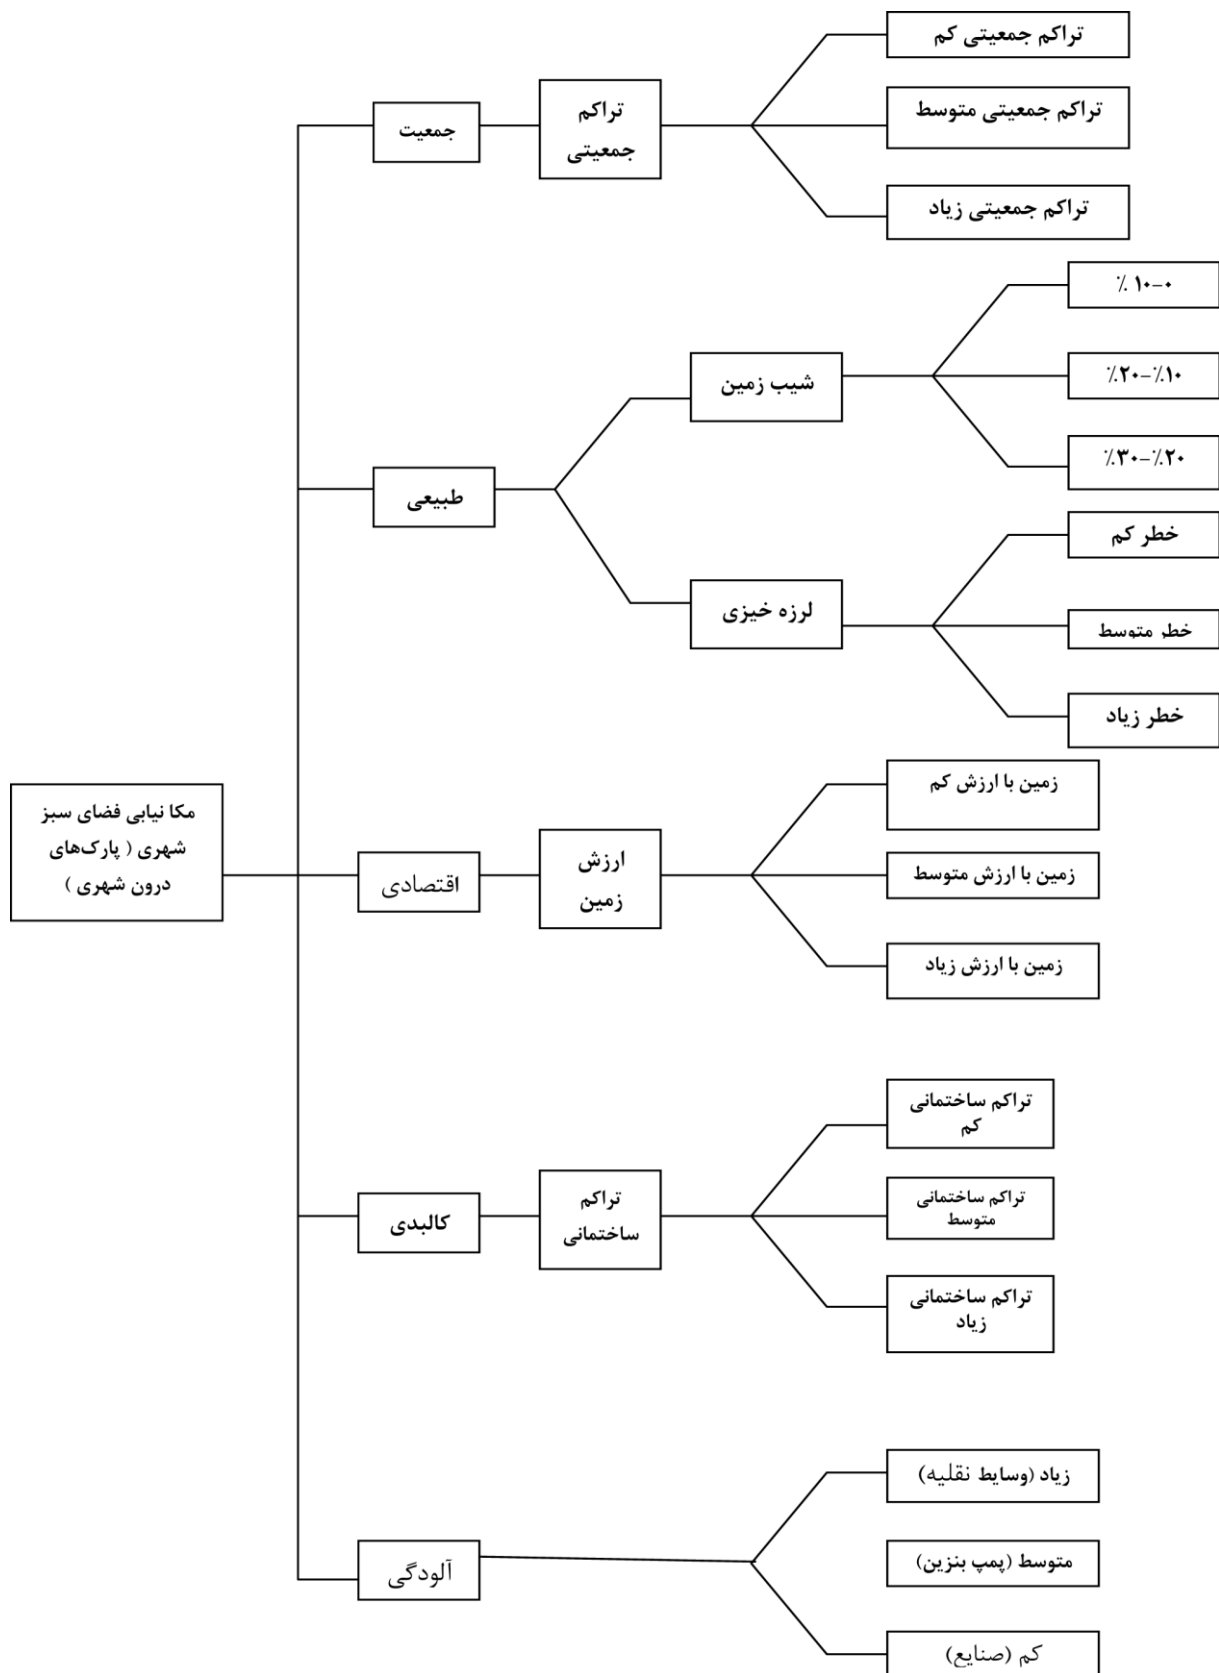 تراکم جمعیتی کم
تراکم جمعیتی متوسط
تراکم جمعیتی زیاد
تراکم
جمعیتی
جمعیت
۰-۱۰ ٪
۱۰٪-۲۰٪
۲۰٪-۳۰٪
شیب زمین
طبیعی
خطر کم
خطر متوسط
خطر زیاد
لرزه خیزی
مکا نیابی فضای سبز
شهری ( پارک‌های
درون شهری )
زمین با ارزش کم
زمین با ارزش متوسط
زمین با ارزش زیاد
ارزش
زمین
اقتصادی
تراکم ساختمانی
کم
تراکم ساختمانی
متوسط
تراکم ساختمانی
زیاد
تراکم
ساختمانی
کالبدی
زیاد (وسایط نقلیه)
متوسط (پمپ بنزین)
کم (صنایع)
آلودگی